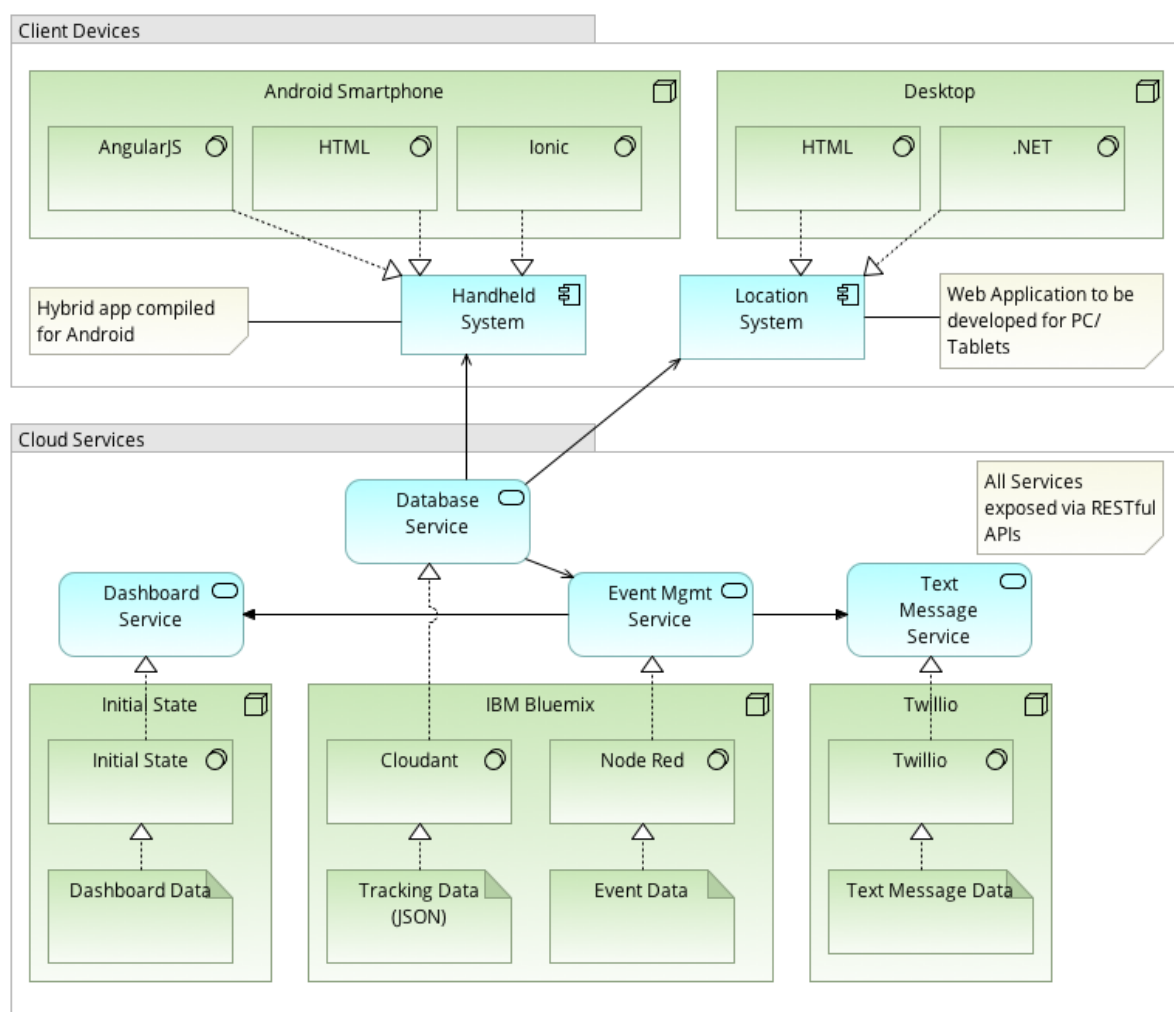 Client Devices
Android Smartphone
Desktop
AngularJS
HTML
Ionic
HTML
.NET
Hybrid app compiled
for Android
Handheld
System
Location
System
Web Application to be
developed for PC/
Tablets
Cloud Services
All Services
exposed via RESTful
APIs
Database
Service
Dashboard
Service
Event Mgmt
Service
Text
Message
Service
Initial State
IBM Bluemix
Twillio
Initial State
Cloudant
Node Red
Twillio
Dashboard Data
Tracking Data
(JSON)
Event Data
Text Message Data